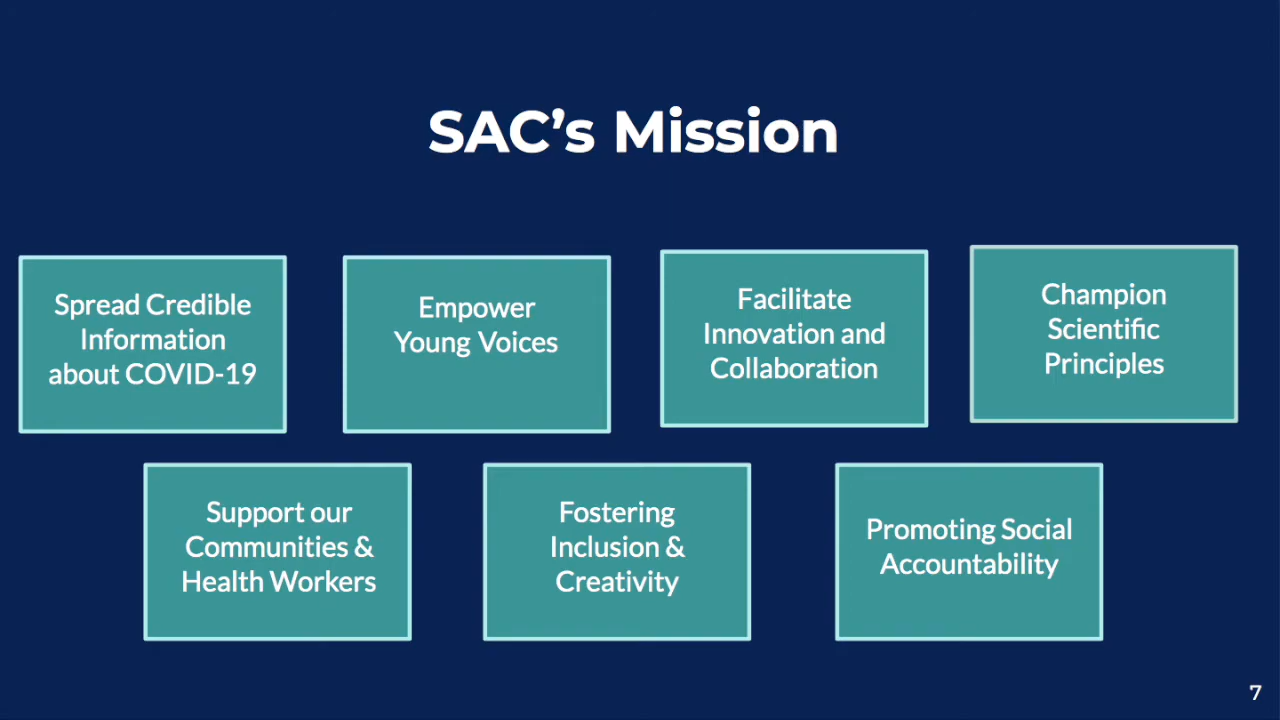 SAC’s Mission
Spread Credible
Information
about COVID-19
Empower
Young Voices
Facilitate
Innovation and
Collaboration
Champion
Scientific
Principles
Support our
Communities &
Health Workers
Fostering
Inclusion &
Creativity
Promoting Social
Accountability
7